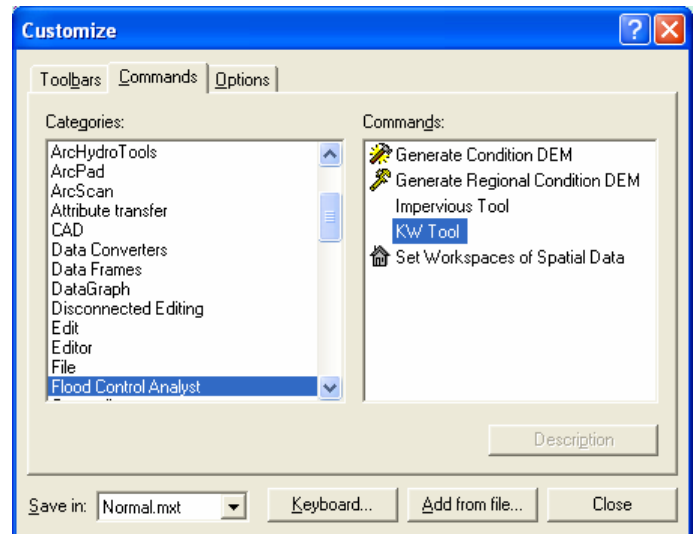 Customize
Toolbars Commands Options
Categories:
ArcHydroTools
ArcPad
ArcScan
Attribute transfer
CAD
Data Converters
Data Frames
DataGraph
Disconnected Editing
Edit
Editor
File
Flood Control Analyst
Commands:
Generate Condition DEM
Generate Regional Condition DEM
Impervious Tool
KW Tool
Set Workspaces of Spatial Data
Description
Save in: Normal.mxt Keyboard... Add from file... Close